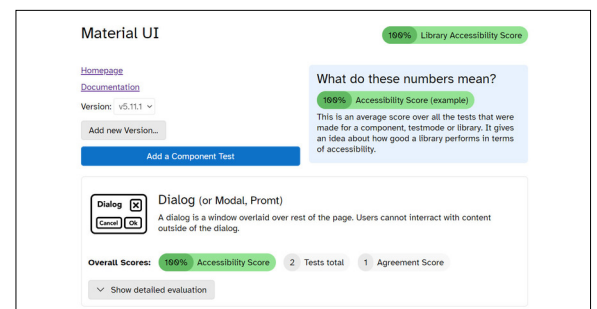 Material UI
100% Library Accessibility Score
Homepage
Documentation
Version: v5.11.1
Add new Version...
Add a Component Test
What do these numbers mean?
100% Accessibility Score (example)
This is an average score over all the tests that were
made for a component, testmode or library. It gives
an idea about how good a library performs in terms
of accessibility.
Dialog
Cancel Ok
Dialog (or Modal, Promt)
A dialog is a window overlaid over rest of the page. Users cannot interract with content
outside of the dialog.
Overall Scores: 100% Accessibility Score 2 Tests total 1 Agreement Score
Show detailed evaluation